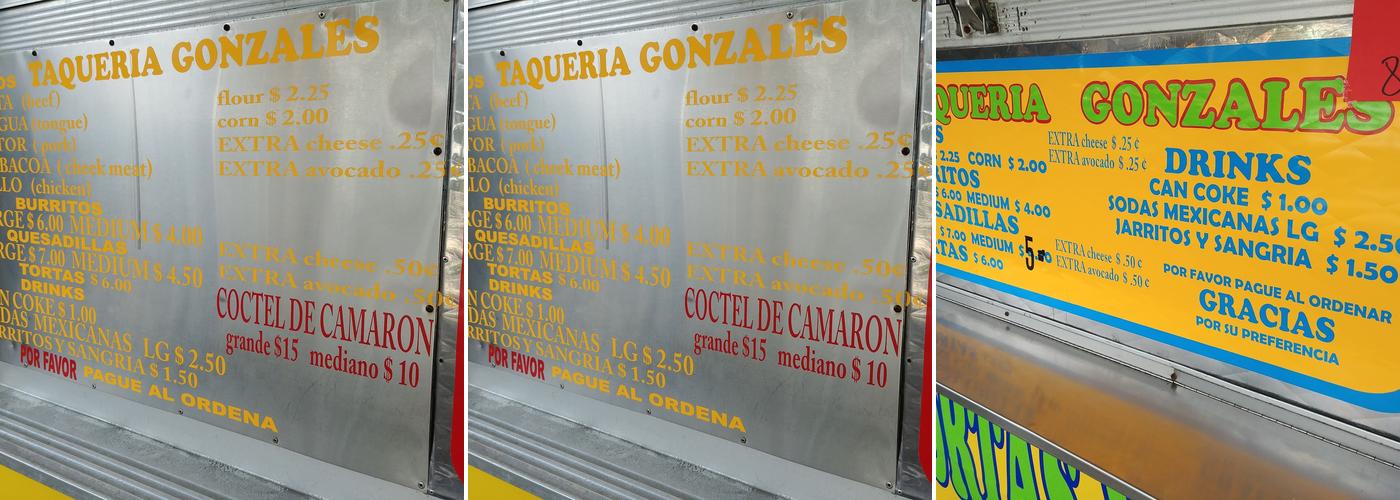 TAQUERIA GONZALES
OS
TA (beef)
GUA (tongue)
TOR ( pork)
BACOA ( cheek meat)
LLO (chicken)
BURRITOS
RGE $ 6.00 MEDIUM $ 4.00
QUESADILLAS
RGE $ 7.00 MEDIUM $ 4.50
TORTAS $ 6.00
DRINKS
N COKE $ 1.00
DAS MEXICANAS LG $ 2.50
RRITOS Y SANGRIA $ 1.50
POR FAVOR PAGUE AL ORDENA
flour $ 2.25
corn $ 2.00
EXTRA cheese .25¢
EXTRA avocado .25¢
EXTRA cheese .50¢
EXTRA avocado .50¢
COCTEL DE CAMARON
grande $15 mediano $ 10
TAQUERIA GONZALES
OS
TA (beef)
GUA (tongue)
TOR ( pork)
BACOA ( cheek meat)
LLO (chicken)
BURRITOS
RGE $ 6.00 MEDIUM $ 4.00
QUESADILLAS
RGE $ 7.00 MEDIUM $ 4.50
TORTAS $ 6.00
DRINKS
N COKE $ 1.00
DAS MEXICANAS LG $ 2.50
RRITOS Y SANGRIA $ 1.50
POR FAVOR PAGUE AL ORDENA
flour $ 2.25
corn $ 2.00
EXTRA cheese .25¢
EXTRA avocado .25¢
EXTRA cheese .50¢
EXTRA avocado .50¢
COCTEL DE CAMARON
grande $15 mediano $ 10
QUERIA GONZALES
S
2.25 CORN $ 2.00
EXTRA cheese $ .25 ¢
EXTRA avocado $ .25 ¢
RITOS
$ 6.00 MEDIUM $ 4.00
SADILLAS
$ 7.00 MEDIUM $ 5.00
EXTRA cheese $ .50 ¢
EXTRA avocado $ .50 ¢
TAS $ 6.00
DRINKS
CAN COKE $ 1.00
SODAS MEXICANAS LG $ 2.50
JARRITOS Y SANGRIA $ 1.50
POR FAVOR PAGUE AL ORDENAR
GRACIAS
POR SU PREFERENCIA
8
ORTAS